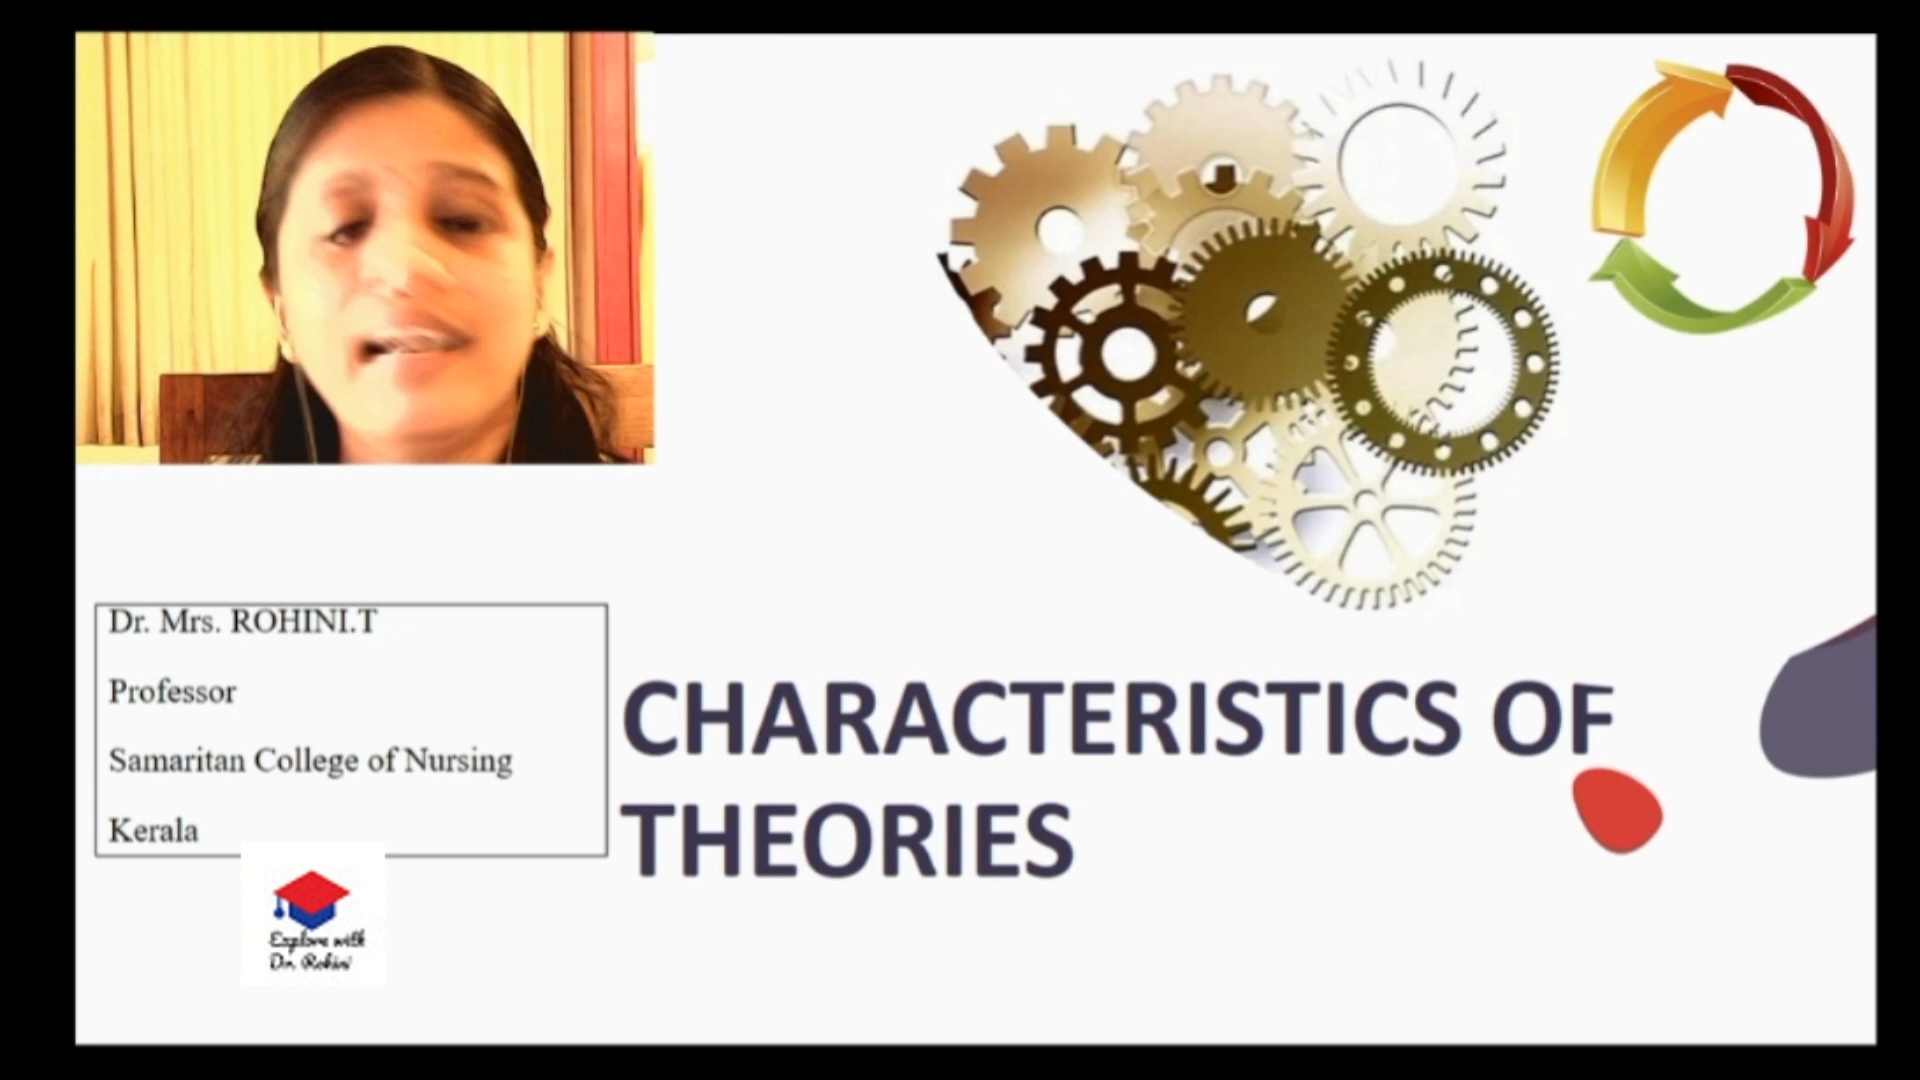 Dr. Mrs. ROHINI.T
Professor
Samaritan College of Nursing
Kerala
CHARACTERISTICS OF
THEORIES
Explore with
Dr. Rohini